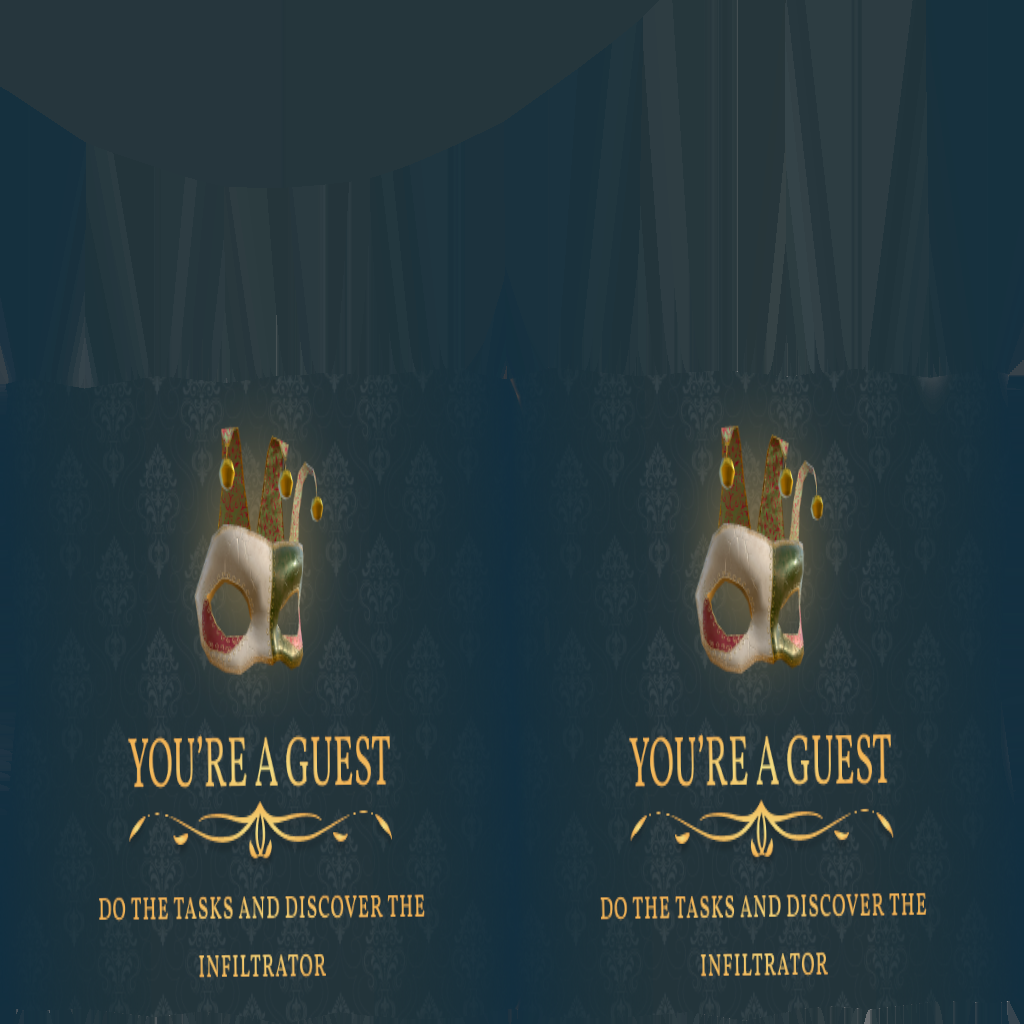 YOU'RE A GUEST
DO THE TASKS AND DISCOVER THE
INFILTRATOR
YOU'RE A GUEST
DO THE TASKS AND DISCOVER THE
INFILTRATOR